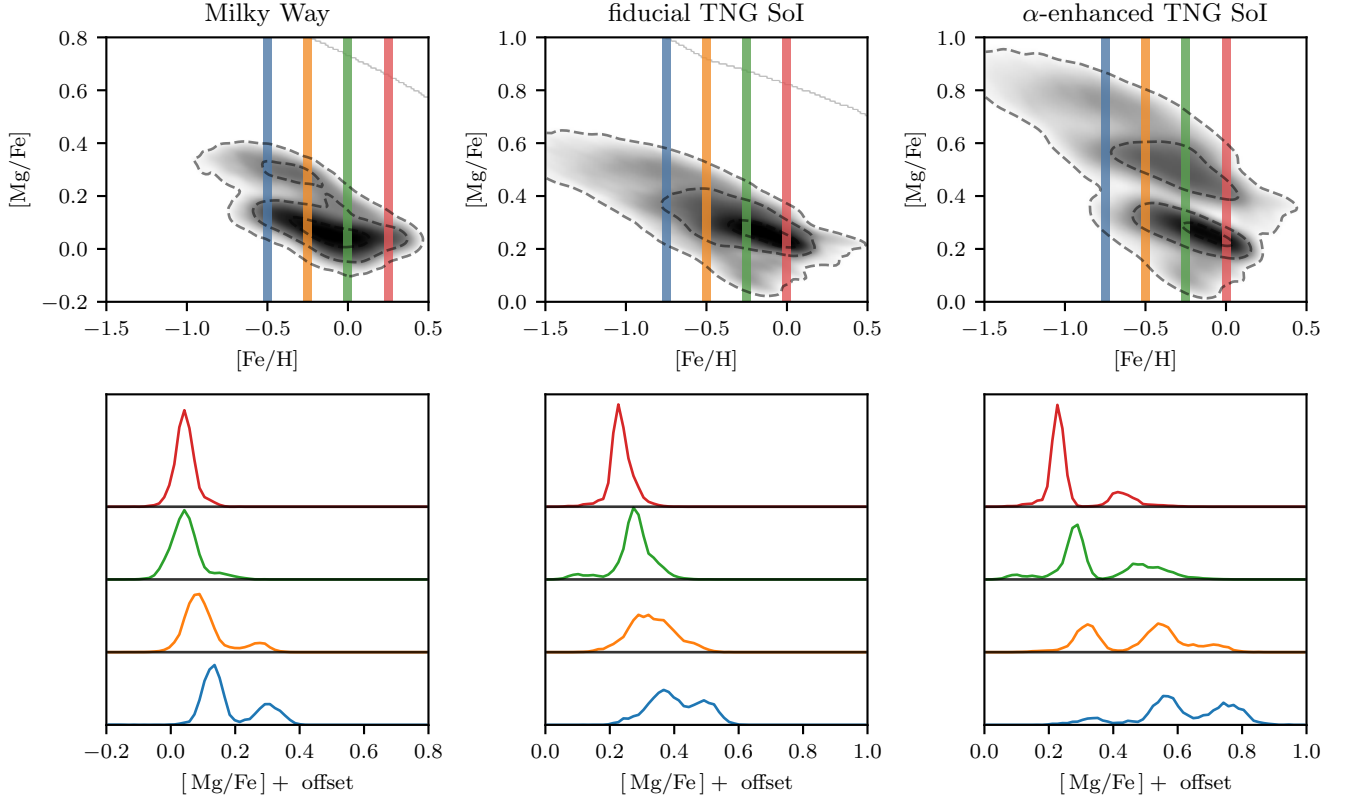 Milky Way
fiducial TNG SoI
α-enhanced TNG SoI
0.8
0.6
0.4
0.2
0.0
−0.2
[Mg/Fe]
−1.5 −1.0 −0.5 0.0 0.5
[Fe/H]
1.0
0.8
0.6
0.4
0.2
0.0
[Mg/Fe]
−1.5 −1.0 −0.5 0.0 0.5
[Fe/H]
1.0
0.8
0.6
0.4
0.2
0.0
[Mg/Fe]
−1.5 −1.0 −0.5 0.0 0.5
[Fe/H]
−0.2 0.0 0.2 0.4 0.6 0.8
[Mg/Fe] + offset
0.0 0.2 0.4 0.6 0.8 1.0
[Mg/Fe] + offset
0.0 0.2 0.4 0.6 0.8 1.0
[Mg/Fe] + offset